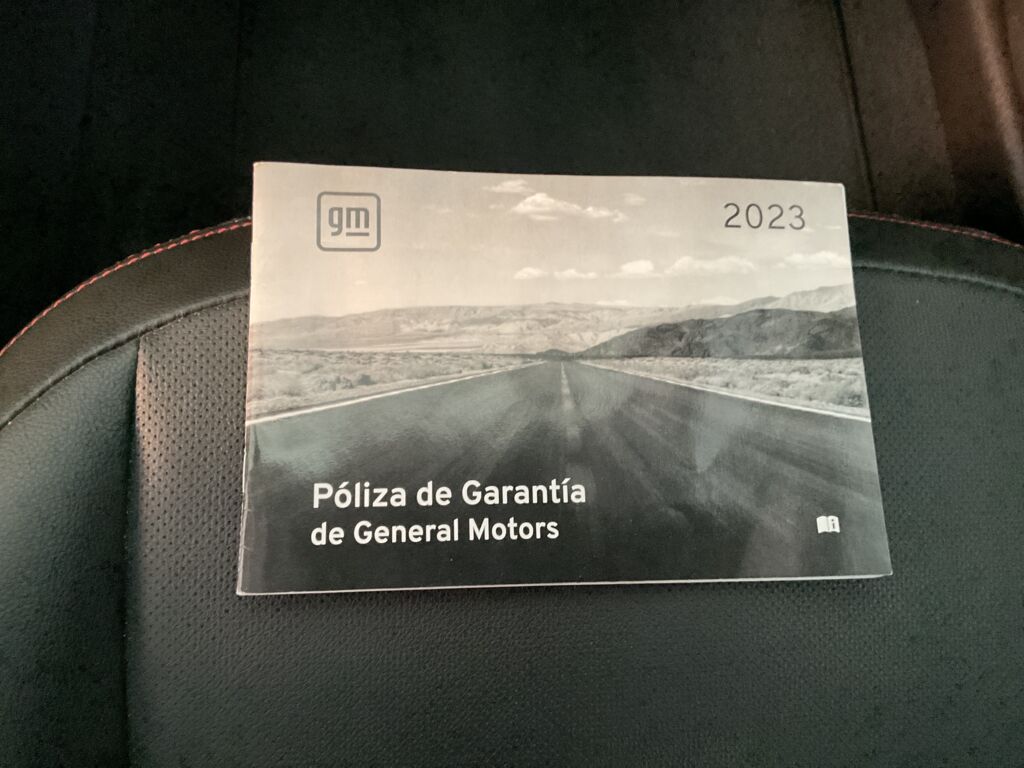 gm
2023
Póliza de Garantía
de General Motors